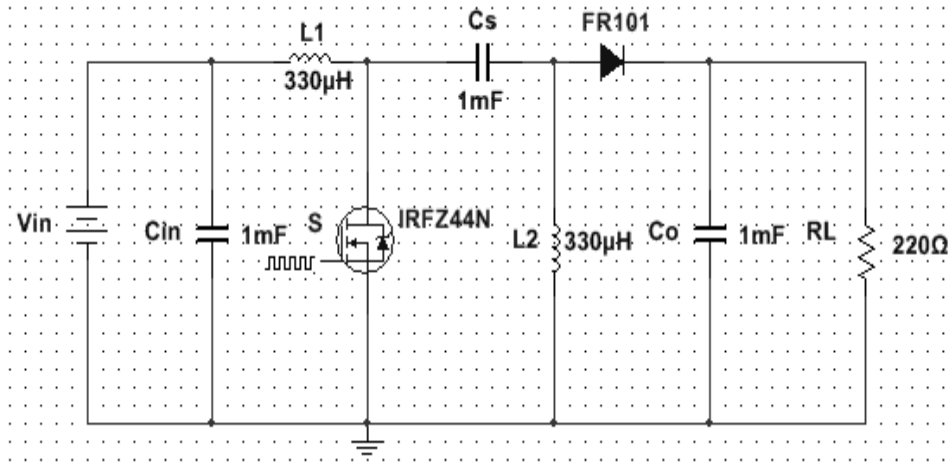 L1
330μH
Cs
1mF
FR101
Vin
Cin
1mF
S
IRFZ44N
L2
330μH
Co
1mF
RL
220Ω